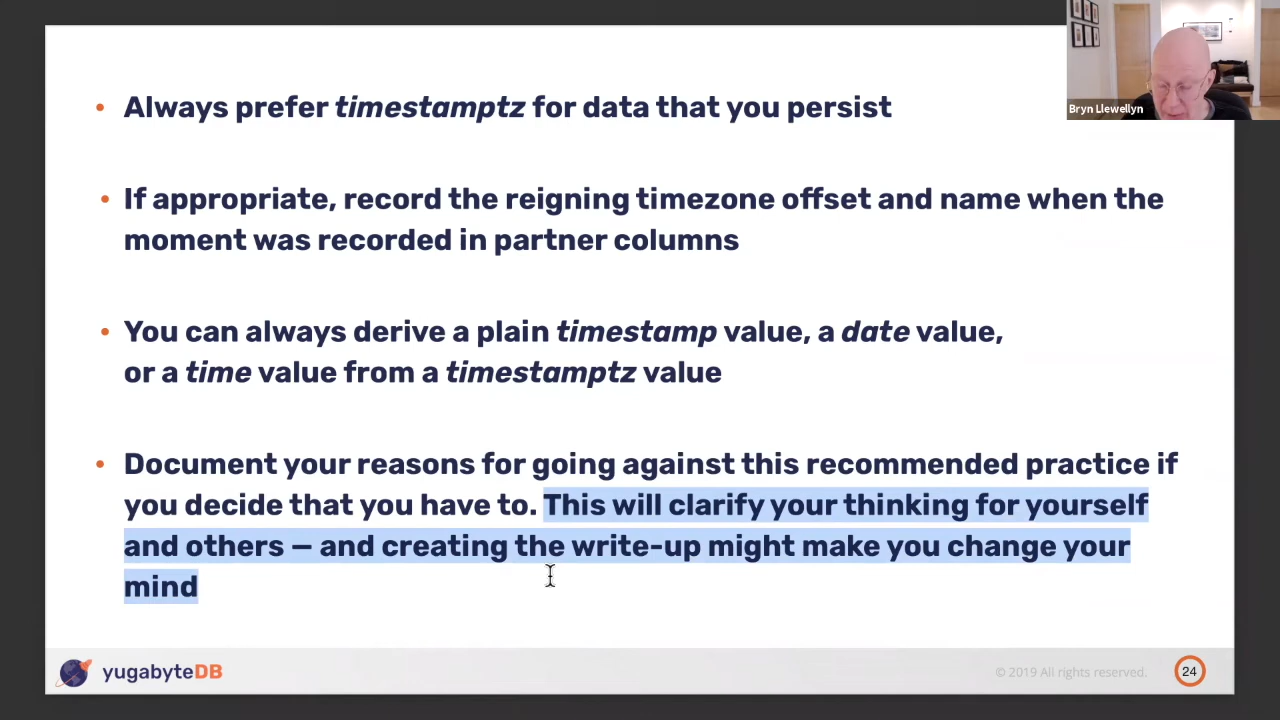 • Always prefer timestamptz for data that you persist
Bryn Llewellyn
• If appropriate, record the reigning timezone offset and name when the
moment was recorded in partner columns
• You can always derive a plain timestamp value, a date value,
or a time value from a timestamptz value
• Document your reasons for going against this recommended practice if
you decide that you have to. This will clarify your thinking for yourself
and others — and creating the write-up might make you change your
mind
yugabyteDB
© 2019 All rights reserved.
24